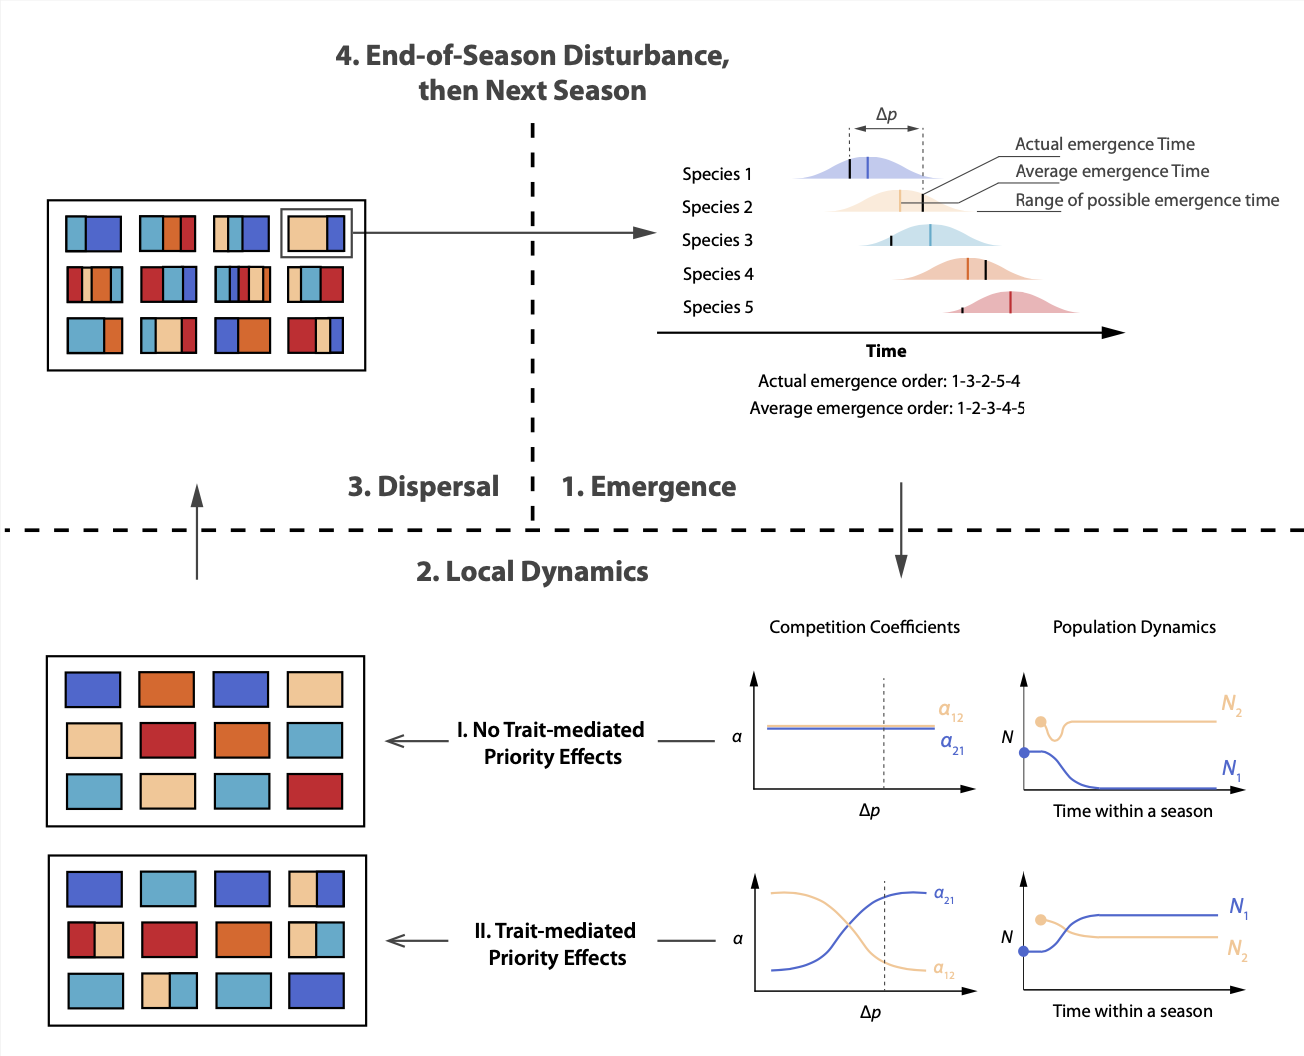 4. End-of-Season Disturbance,
then Next Season
Δp
Actual emergence Time
Average emergence Time
Range of possible emergence time
Species 1
Species 2
Species 3
Species 4
Species 5
Time
Actual emergence order: 1-3-2-5-4
Average emergence order: 1-2-3-4-5
3. Dispersal
1. Emergence
2. Local Dynamics
Competition Coefficients
Population Dynamics
I. No Trait-mediated
Priority Effects
α
α12
α21
Δp
N
N2
N1
Time within a season
II. Trait-mediated
Priority Effects
α
α21
α12
Δp
N
N1
N2
Time within a season